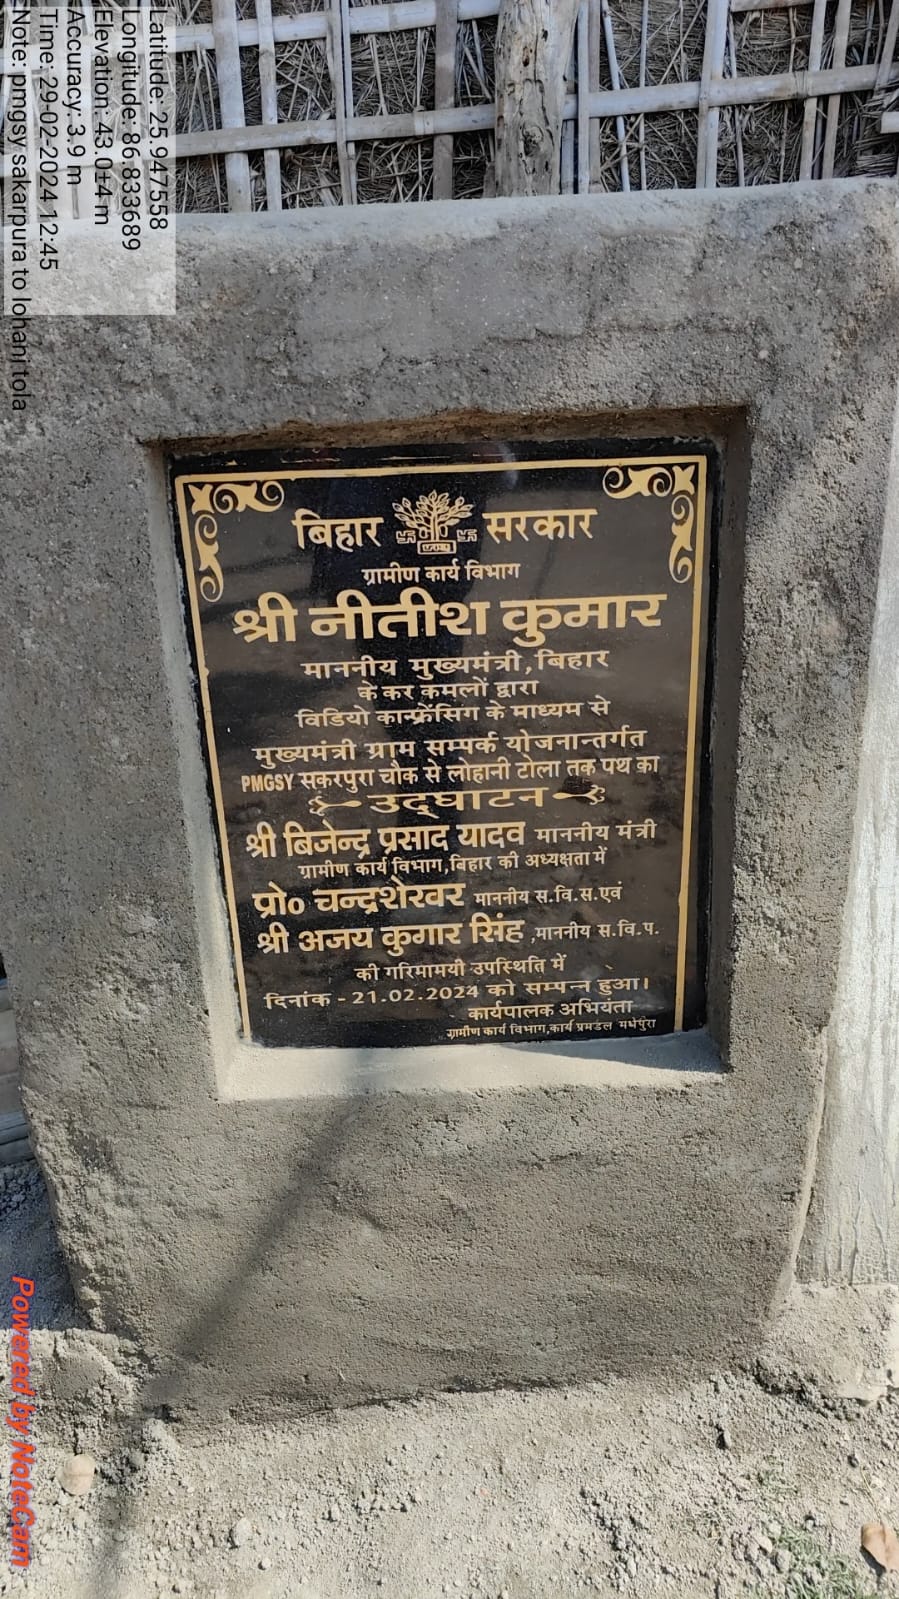 बिहार सरकार
ग्रामीण कार्य विभाग
श्री नीतीश कुमार
माननीय मुख्यमंत्री, बिहार
के कर कमलों द्वारा
विडियो कान्फ्रेंसिग के माध्यम से
मुख्यमंत्री ग्राम सम्पर्क योजनान्तर्गत
PMGSY सकरपुरा चौक से लोहानी टोला तक पथ का
उद्घाटन
श्री बिजेन्द्र प्रसाद यादव माननीय मंत्री
ग्रामीण कार्य विभाग,बिहार की अध्यक्षता में
प्रो० चन्द्रशेखर माननीय स.वि.स.एवं
श्री अजय कुमार सिंह ,माननीय स.वि.प.
की गरिमामयी उपस्थिति में
दिनांक - 21.02.2024 को सम्पन्न हुआ।
कार्यपालक अभियंता
ग्रामीण कार्य विभाग,कार्य प्रमंडल मधेपुरा
Latitude: 25.947558
Longitude: 86.833689
Elevation: 43.0±4 m
Accuracy: 3.9 m
Time: 29-02-2024 12:45
Note: pmgsy sakarpura to lohani tola
Powered by NoteCam